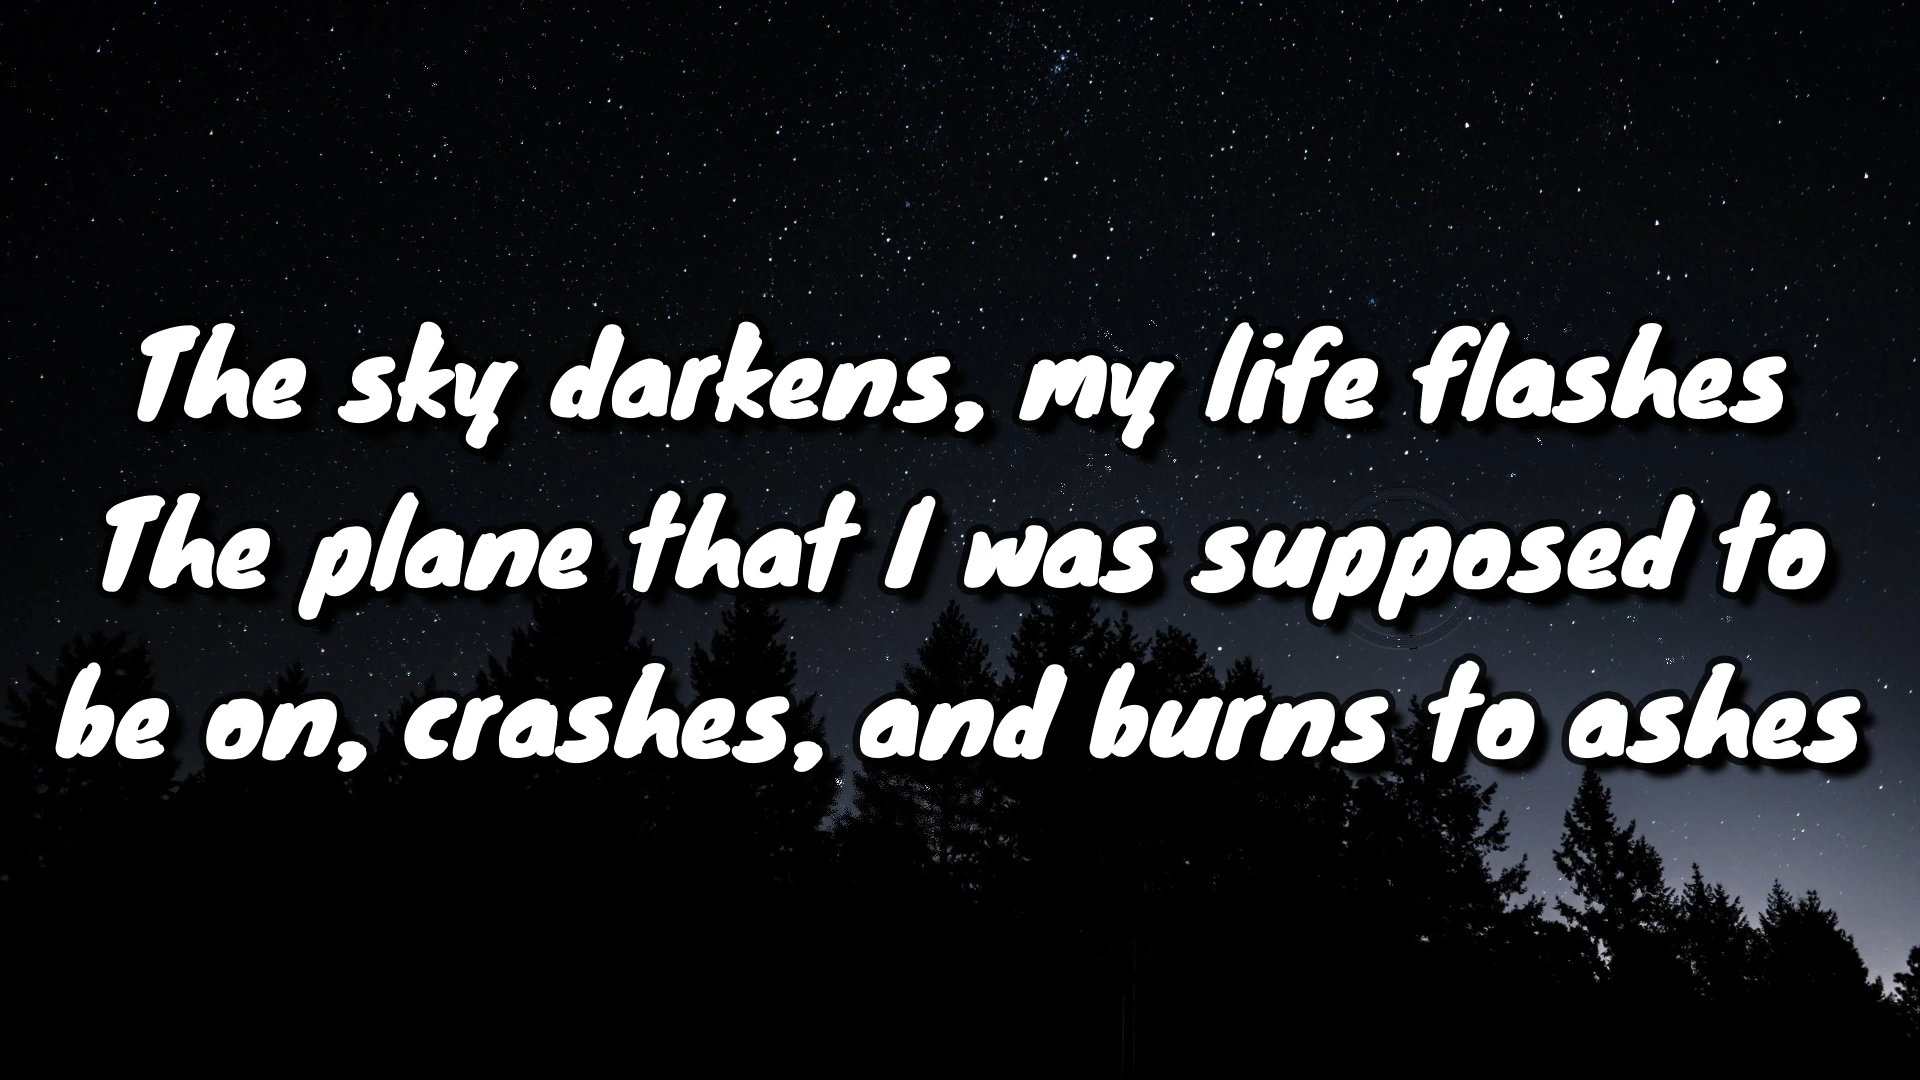 The sky darkens, my life flashes
The plane that I was supposed to
be on, crashes, and burns to ashes